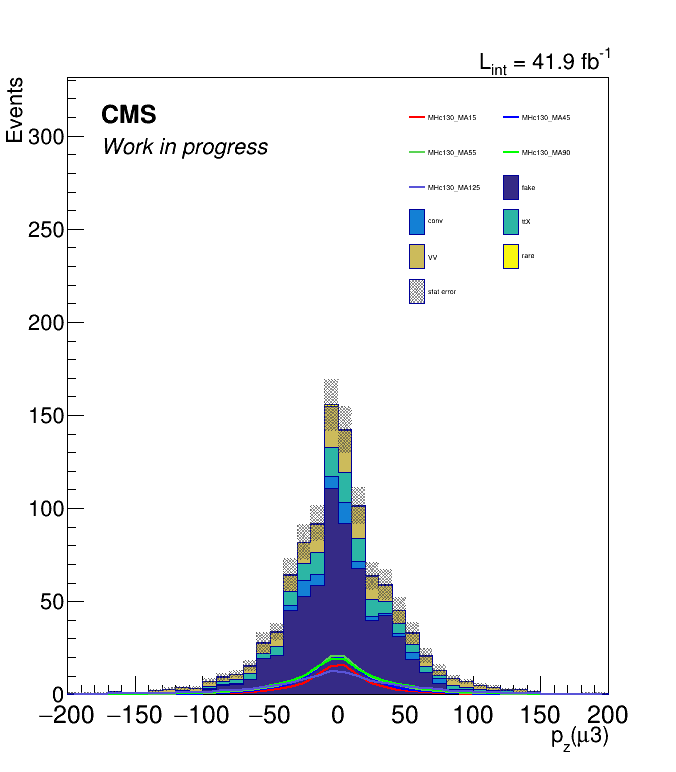 L_int = 41.9 fb^-1
Events
CMS
Work in progress
MHc130_MA15
MHc130_MA45
MHc130_MA55
MHc130_MA90
MHc130_MA125
fake
conv
ttX
VV
rare
stat error
300
250
200
150
100
50
0
−200 −150 −100 −50 0 50 100 150 200
p_z(μ3)